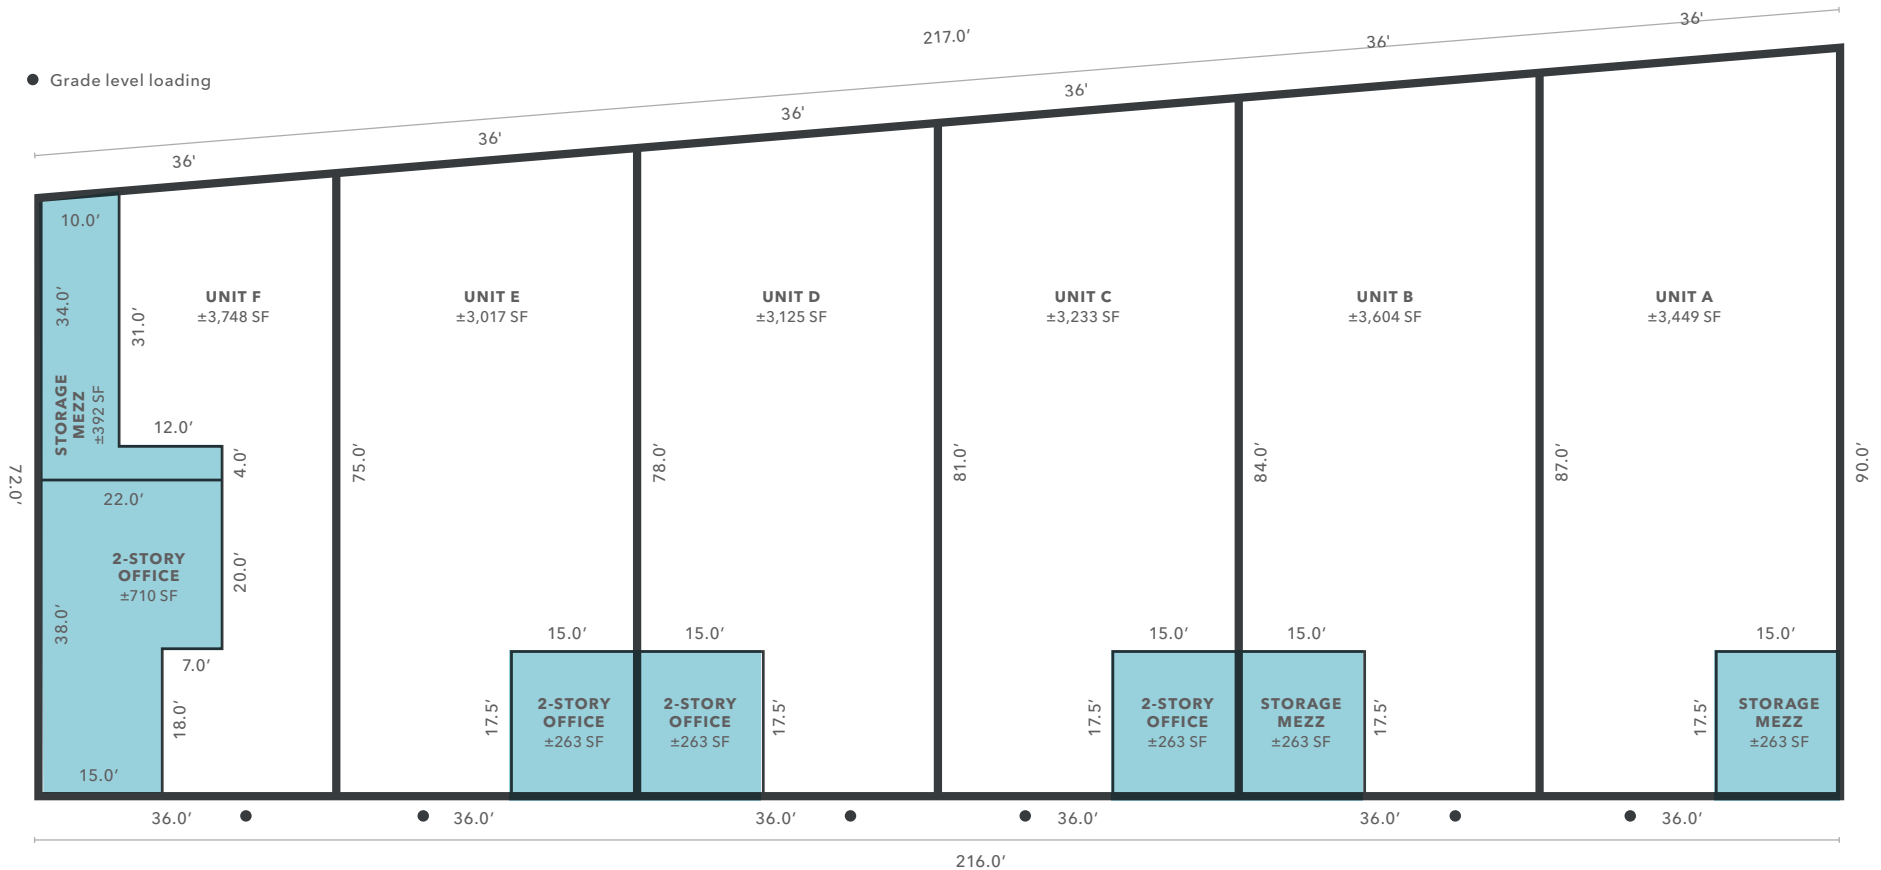 36'
217.0’
36'
Grade level loading
36'
36'
36'
36'
10.0’
34.0’
31.0’
UNIT F
±3,748 SF
UNIT E
±3,017 SF
UNIT D
±3,125 SF
UNIT C
±3,233 SF
UNIT B
±3,604 SF
UNIT A
±3,449 SF
STORAGE
MEZZ
±392 SF
12.0’
4.0’
72.0’
75.0’
78.0’
81.0’
84.0’
87.0’
90.0’
22.0’
2-STORY
OFFICE
±710 SF
20.0’
38.0’
7.0’
18.0’
15.0’
15.0’
15.0’
15.0’
15.0’
15.0’
17.5’
2-STORY
OFFICE
±263 SF
2-STORY
OFFICE
±263 SF
17.5’
17.5’
2-STORY
OFFICE
±263 SF
STORAGE
MEZZ
±263 SF
17.5’
17.5’
STORAGE
MEZZ
±263 SF
36.0’
36.0’
36.0’
36.0’
36.0’
36.0’
216.0’